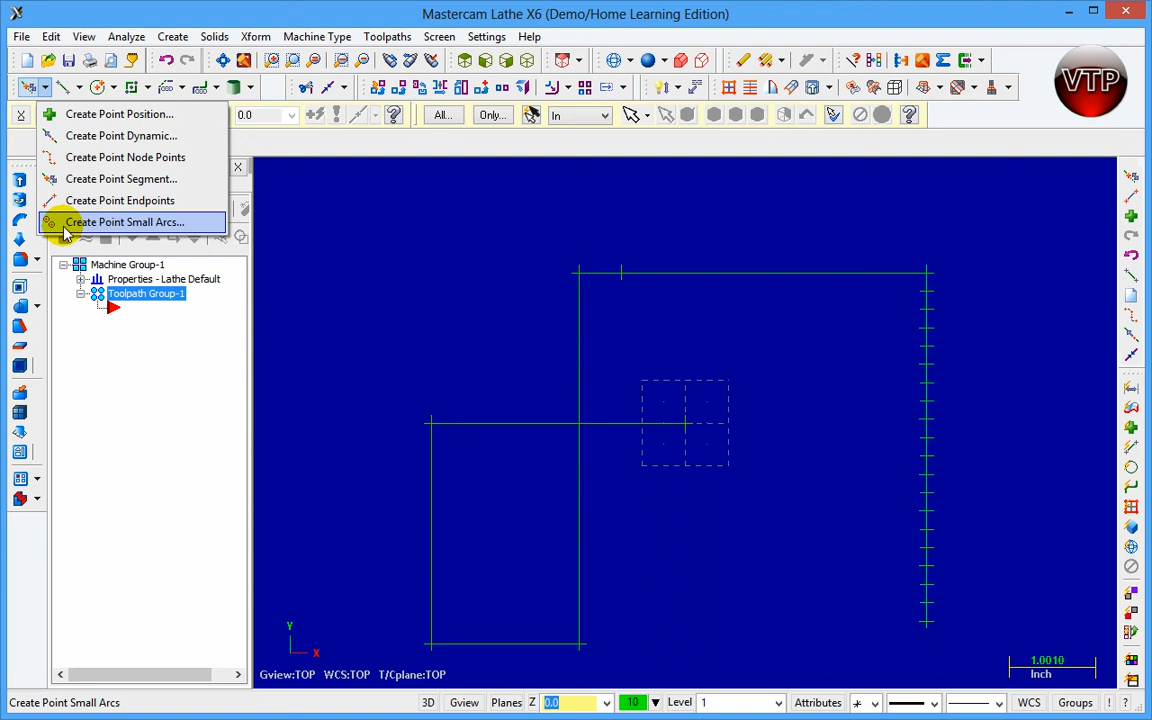 Mastercam Lathe X6 (Demo/Home Learning Edition)
File Edit View Analyze Create Solids Xform Machine Type Toolpaths Screen Settings Help
VTP
0.0 All... Only... In
Create Point Position...
Create Point Dynamic...
Create Point Node Points
Create Point Segment...
Create Point Endpoints
Create Point Small Arcs...
Machine Group-1
Properties - Lathe Default
Toolpath Group-1
Y
X
Gview:TOP WCS:TOP T/Cplane:TOP
1.0010
Inch
Create Point Small Arcs 3D Gview Planes Z 0.0 10 Level 1 Attributes WCS Groups ! ?